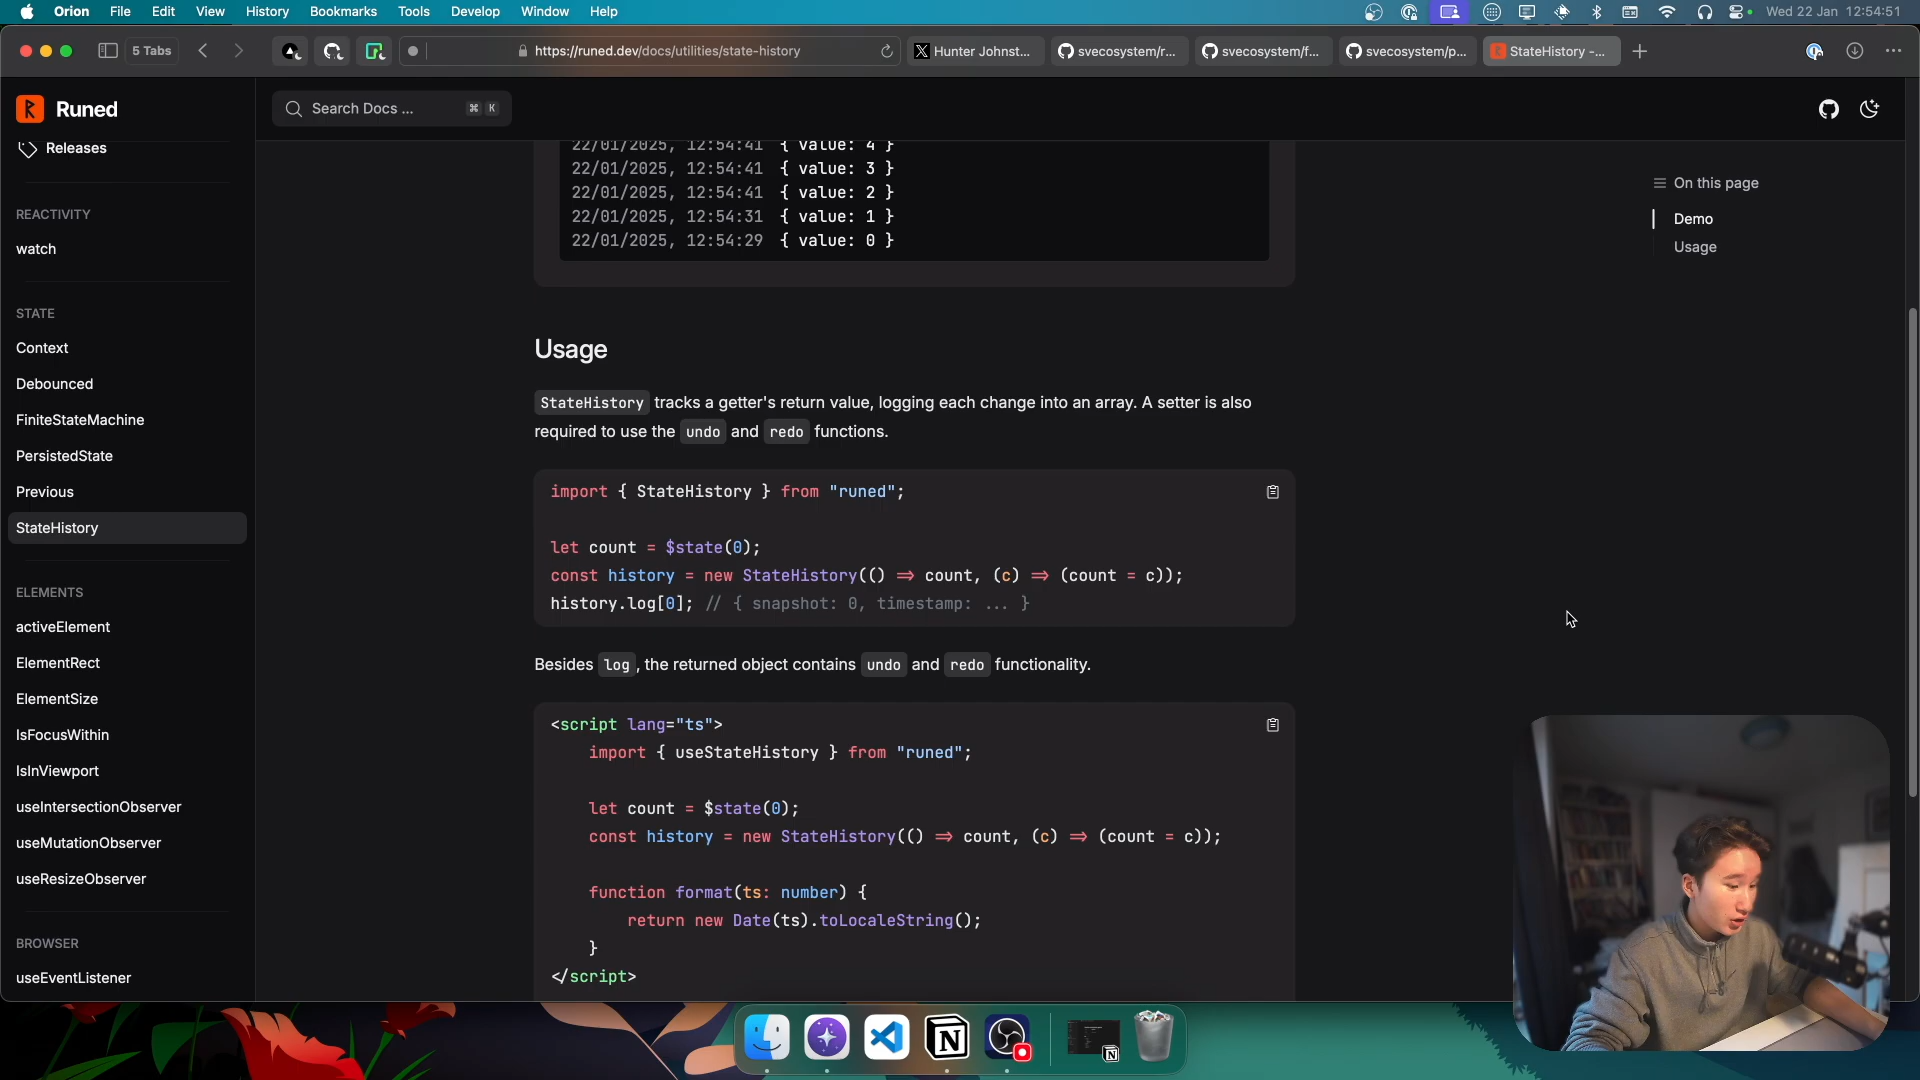 Orion File Edit View History Bookmarks Tools Develop Window Help Wed 22 Jan 12:54:51
5 Tabs https://runed.dev/docs/utilities/state-history Hunter Johnst... svecosystem/r... svecosystem/f... svecosystem/p... StateHistory -...
Runed
Search Docs ... ⌘ K
Releases
REACTIVITY
watch
STATE
Context
Debounced
FiniteStateMachine
PersistedState
Previous
StateHistory
ELEMENTS
activeElement
ElementRect
ElementSize
IsFocusWithin
IsInViewport
useIntersectionObserver
useMutationObserver
useResizeObserver
BROWSER
useEventListener
22/01/2025, 12:54:41 { value: 4 }
22/01/2025, 12:54:41 { value: 3 }
22/01/2025, 12:54:41 { value: 2 }
22/01/2025, 12:54:31 { value: 1 }
22/01/2025, 12:54:29 { value: 0 }
Usage
StateHistory tracks a getter's return value, logging each change into an array. A setter is also
required to use the undo and redo functions.
import { StateHistory } from "runed";
let count = $state(0);
const history = new StateHistory(() => count, (c) => (count = c));
history.log[0]; // { snapshot: 0, timestamp: ... }
Besides log, the returned object contains undo and redo functionality.
<script lang="ts">
import { useStateHistory } from "runed";
let count = $state(0);
const history = new StateHistory(() => count, (c) => (count = c));
function format(ts: number) {
return new Date(ts).toLocaleString();
}
</script>
On this page
Demo
Usage